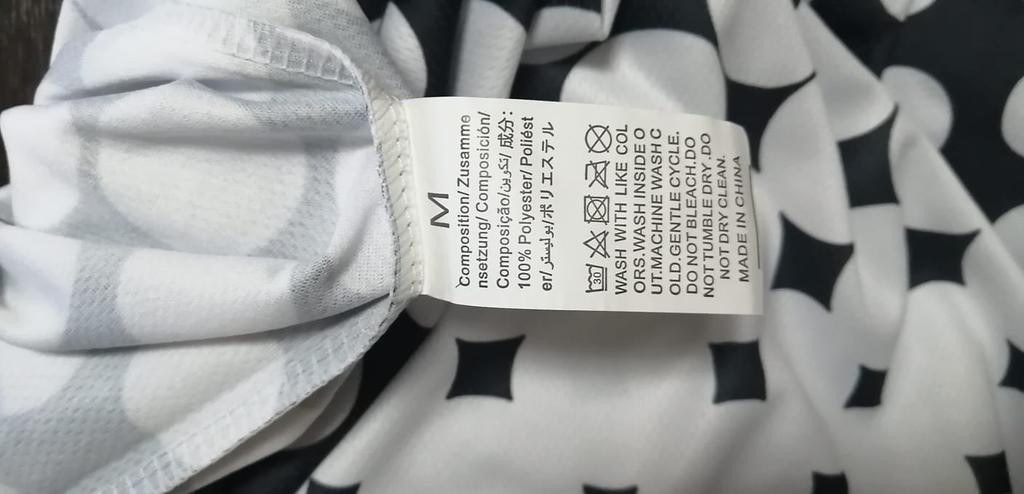 M
Composition/ Zusamme
nsetzung/ Composición/
Composição/تكوين/成分:
100% Polyester/ Poliést
er/بوليستر/ポリエステル
30
WASH WITH LIKE COL
ORS.WASH INSIDE O
UT.MACHINE WASH C
OLD.GENTLE CYCLE.
DO NOT BLEACH.DO
NOT TUMBLE DRY .DO
NOT DRY CLEAN.
MADE IN CHINA